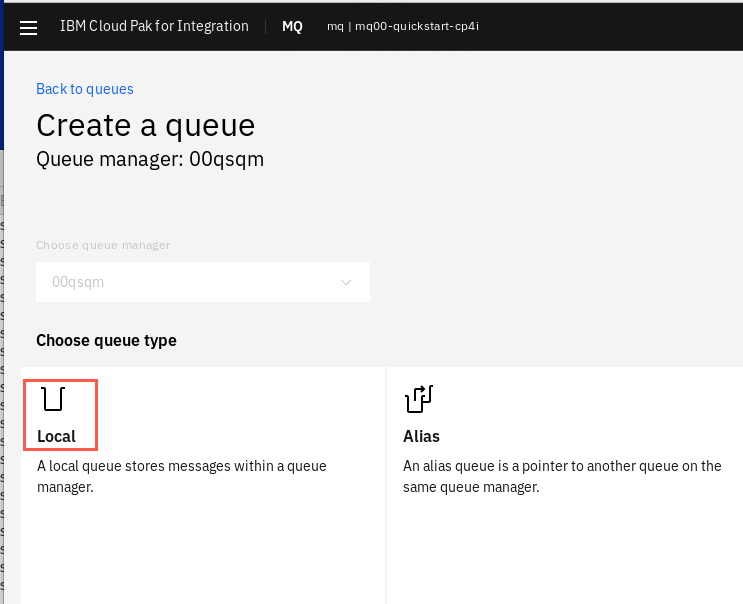 IBM Cloud Pak for Integration MQ mq | mq00-quickstart-cp4i
Back to queues
Create a queue
Queue manager: 00qsqm
Choose queue manager
00qsqm
Choose queue type
Local
A local queue stores messages within a queue
manager.
Alias
An alias queue is a pointer to another queue on the
same queue manager.